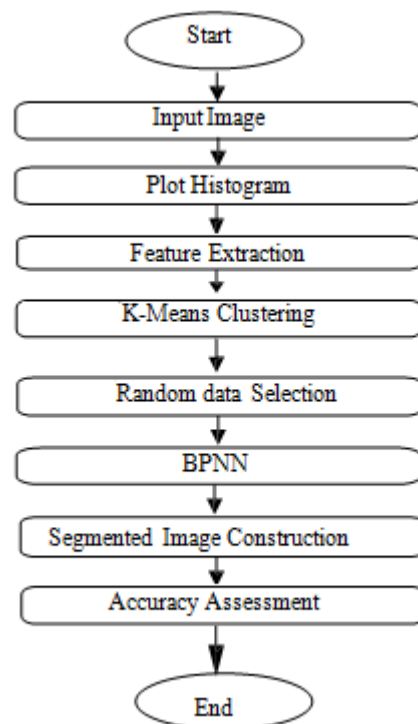 Start
Input Image
Plot Histogram
Feature Extraction
K-Means Clustering
Random data Selection
BPNN
Segmented Image Construction
Accuracy Assessment
End